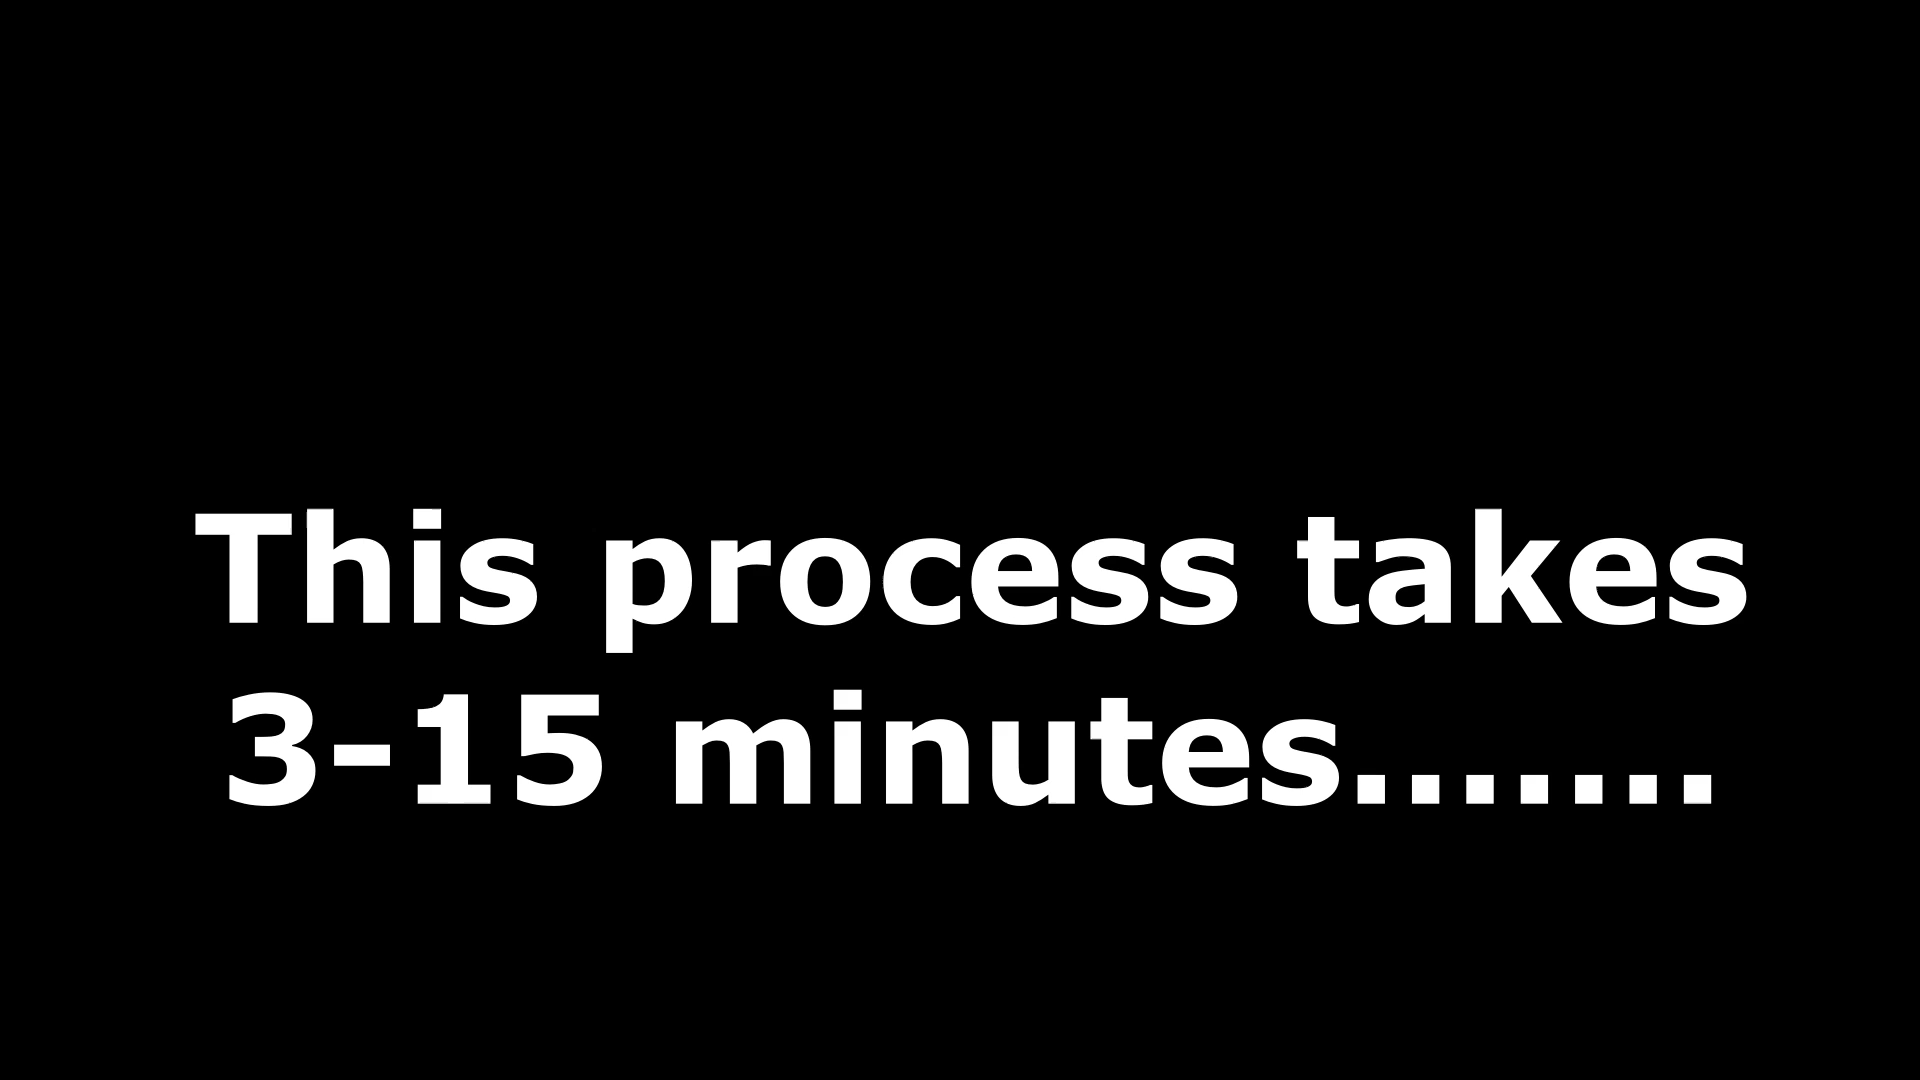 This process takes
3-15 minutes.......